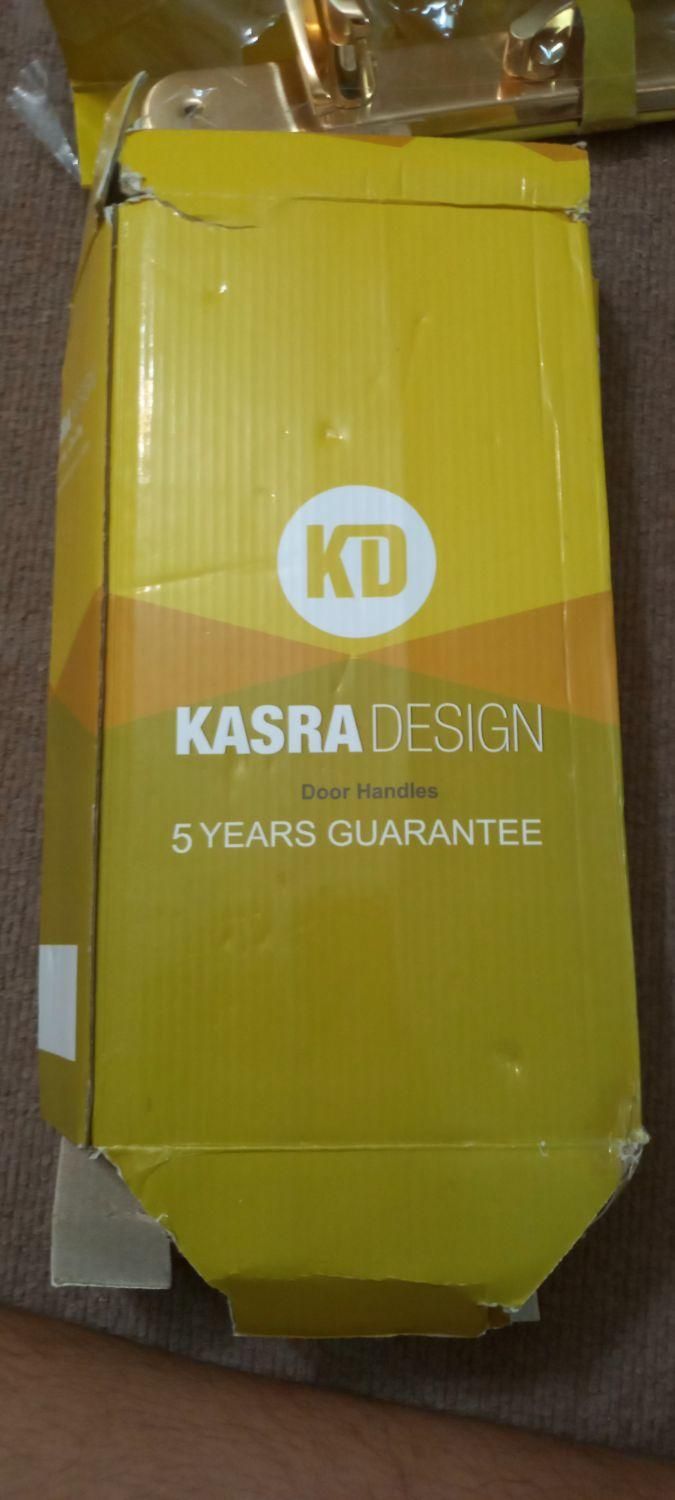 KD
KASRA DESIGN
Door Handles
5 YEARS GUARANTEE